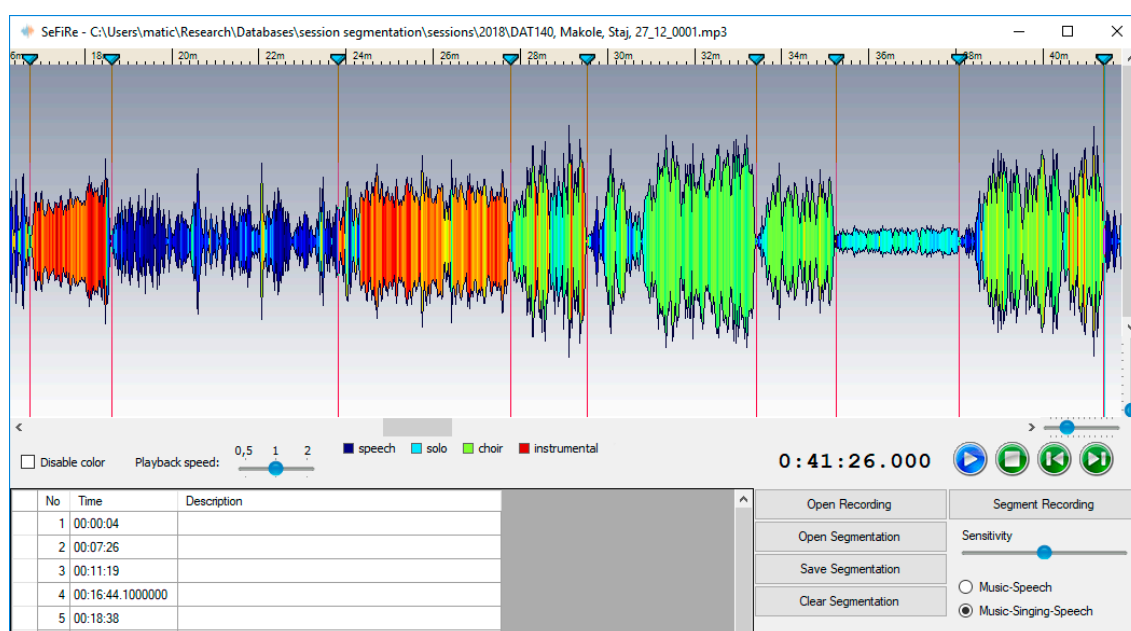 SeFiRe - C:\Users\matic\Research\Databases\session segmentation\sessions\2018\DAT140, Makole, Staj, 27_12_0001.mp3
6m 18 20m 22m 24m 26m 28m 30m 32m 34m 36m 38m 40m
Disable color
Playback speed:
0,5 1 2
speech solo choir instrumental
0:41:26.000
No Time Description
1 00:00:04
2 00:07:26
3 00:11:19
4 00:16:44.1000000
5 00:18:38
Open Recording
Open Segmentation
Save Segmentation
Clear Segmentation
Segment Recording
Sensitivity
Music-Speech
Music-Singing-Speech